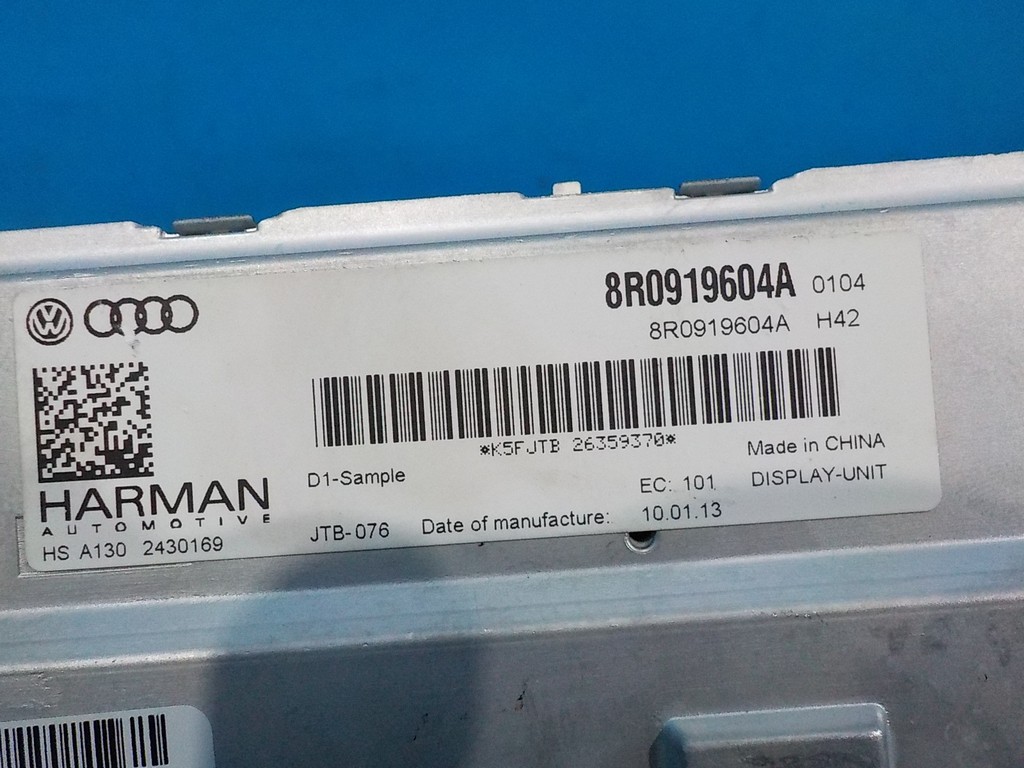 8R0919604A 0104
8R0919604A H42
*K5FJTB 26359370*
D1-Sample
Made in CHINA
EC: 101 DISPLAY-UNIT
HARMAN
AUTOMOTIVE
HS A130 2430169
JTB-076 Date of manufacture: 10.01.13